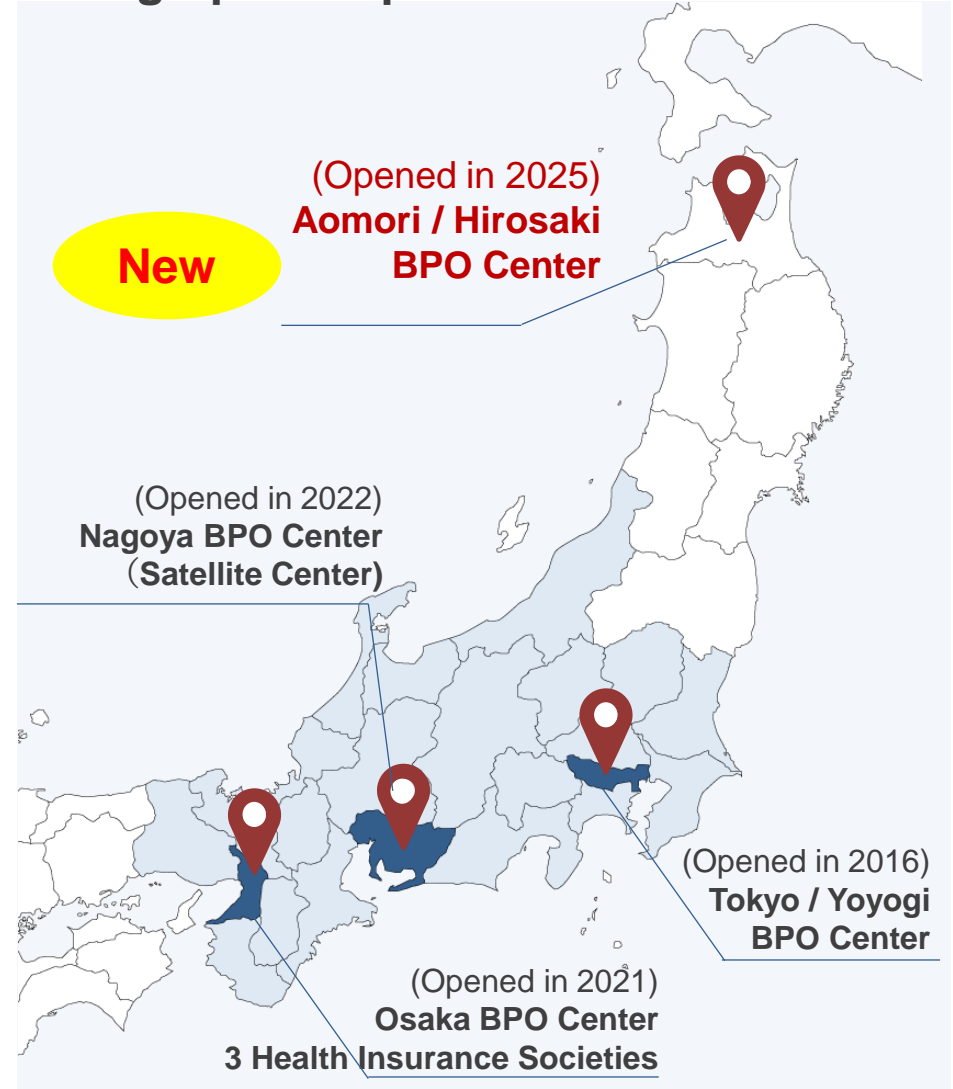 (Opened in 2025)
Aomori / Hirosaki
BPO Center
New
(Opened in 2022)
Nagoya BPO Center
（Satellite Center)
(Opened in 2016)
Tokyo / Yoyogi
BPO Center
(Opened in 2021)
Osaka BPO Center
3 Health Insurance Societies